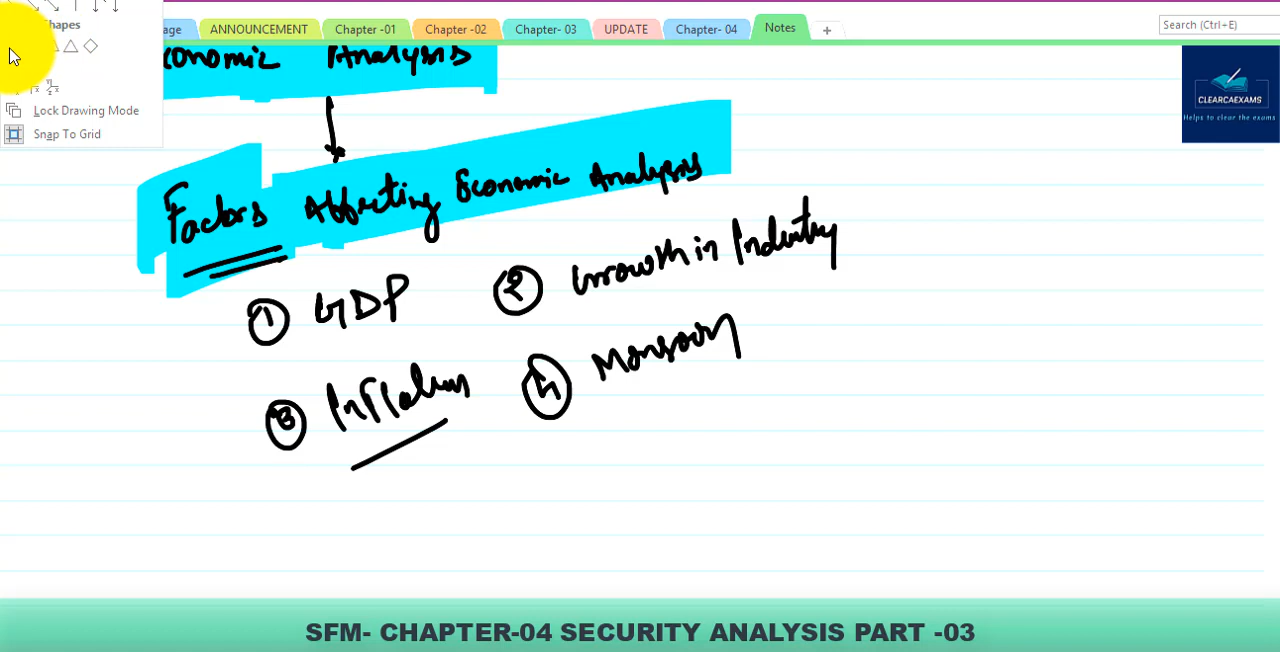 hapes
age ANNOUNCEMENT Chapter -01 Chapter -02 Chapter- 03 UPDATE Chapter- 04 Notes +
Search (Ctrl+E)
Lock Drawing Mode
Snap To Grid
CLEARCAEXAMS
Helps to clear the exams
conomic Analysis
Factors Affecting Economic Analysis
① GDP ② Growth in Industry
③ Inflation ④ Monsoon
SFM- CHAPTER-04 SECURITY ANALYSIS PART -03